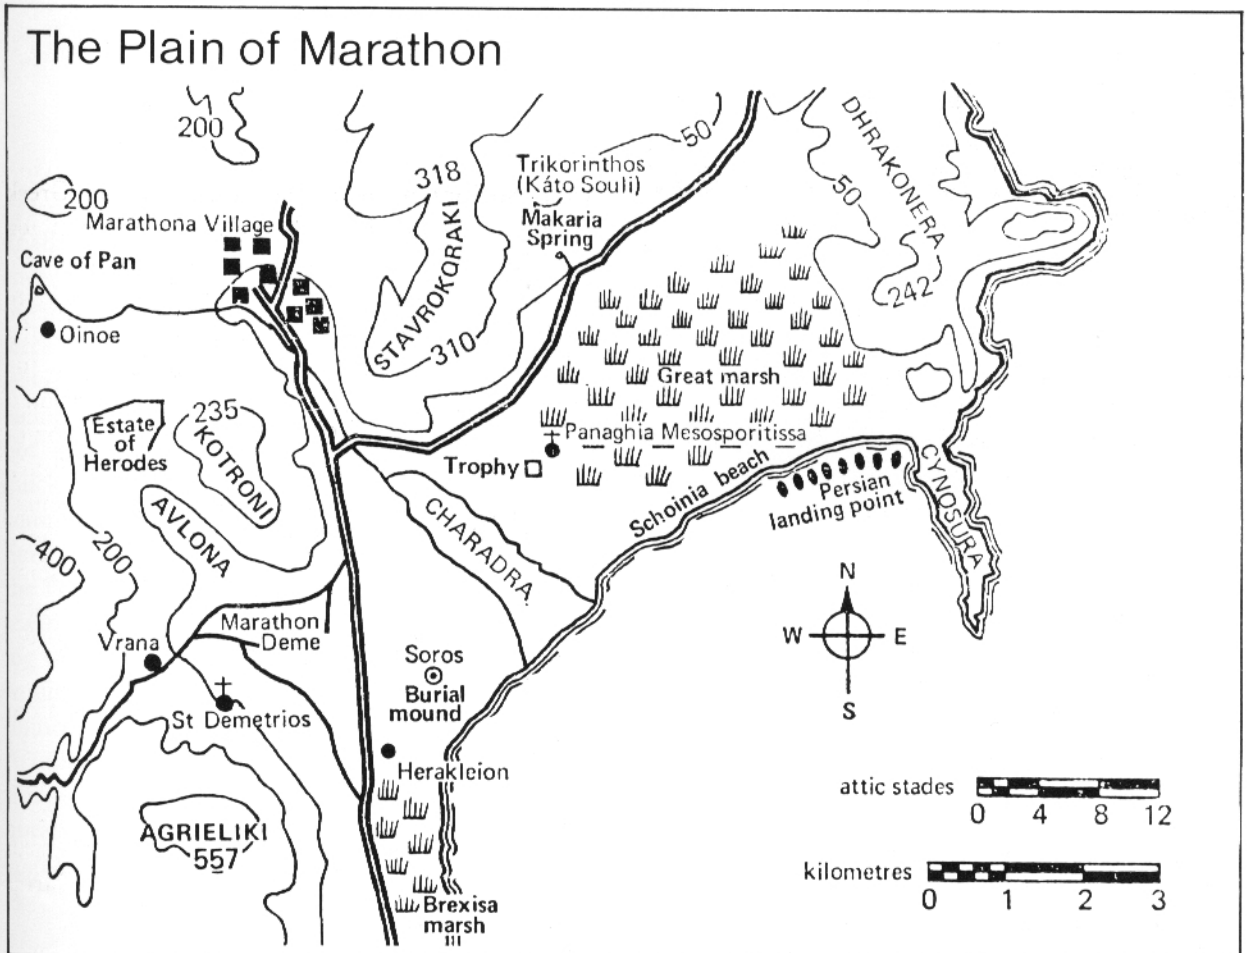 The Plain of Marathon
200
318
50
Trikorinthos
(Káto Souli)
Makaria
Spring
DHRAKONERA
50
242
200
Marathona Village
Cave of Pan
Oinoe
STAVROKORAKI
310
Great marsh
Estate
of
Herodes
235
KOTRONI
Panaghia Mesosporitissa
Trophy
Schoinia beach
Persian
landing point
CYNOSURA
AVLONA
CHARADRA
400
200
N
W
E
S
Marathon
Deme
Vrana
St Demetrios
Soros
Burial
mound
Herakleion
AGRIELIKI
557
Brexisa
marsh
attic stades
0 4 8 12
kilometres
0 1 2 3